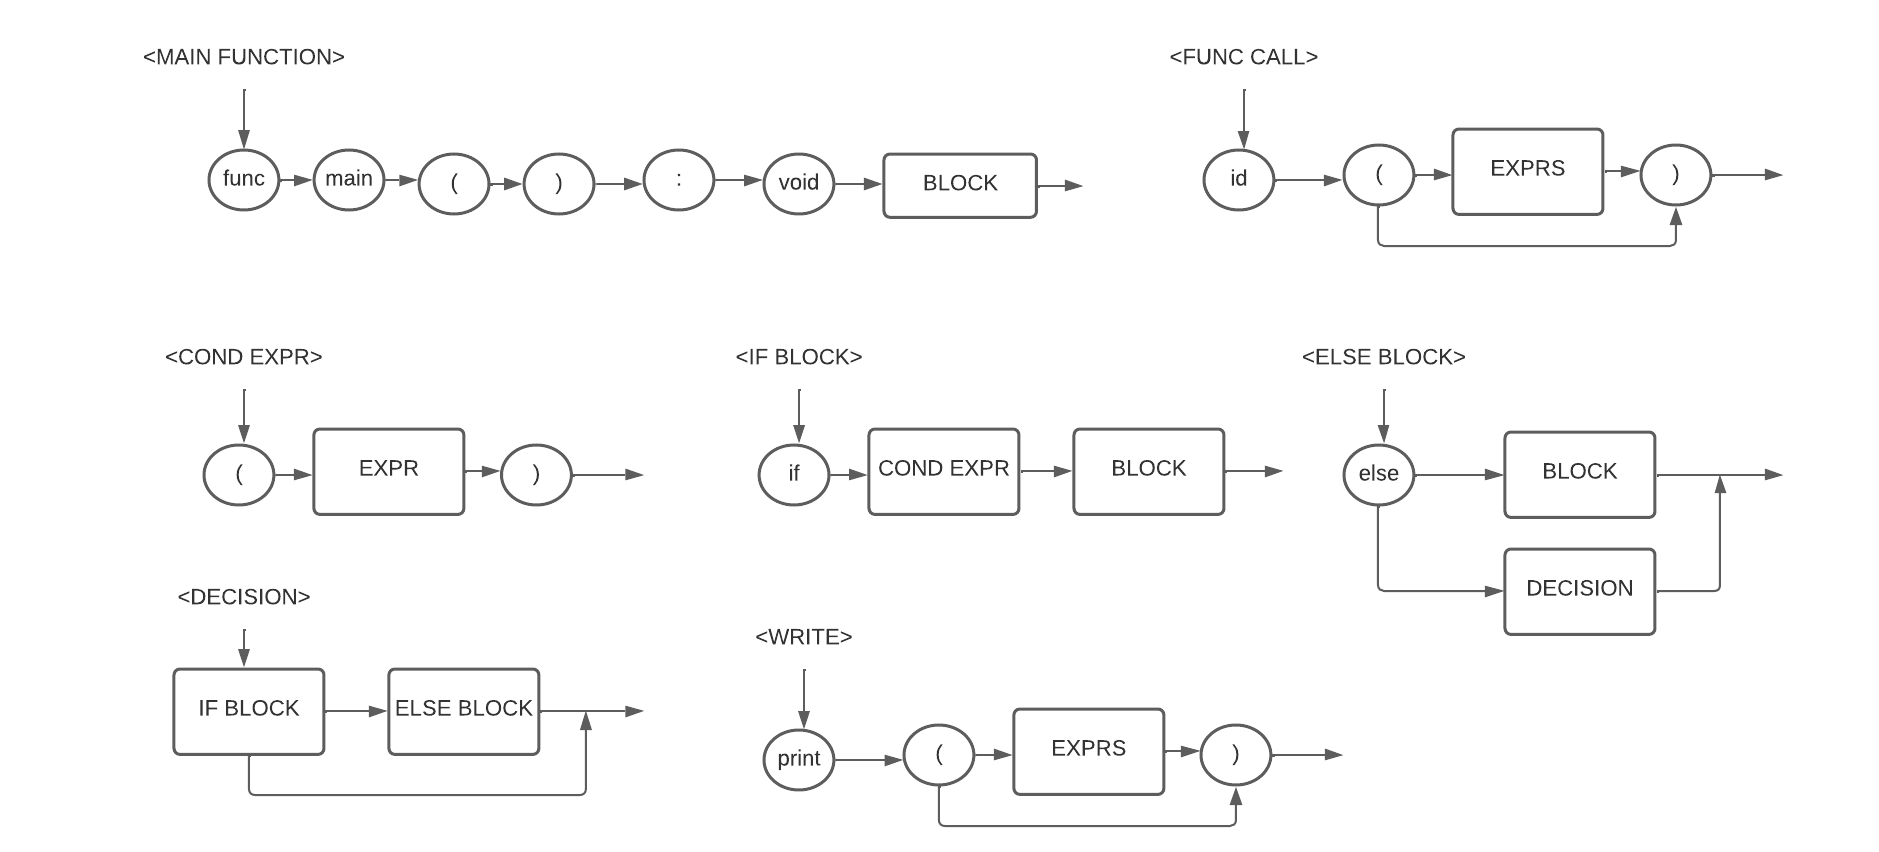 <MAIN FUNCTION>
func main ( ) : void BLOCK
<FUNC CALL>
id ( EXPRS )
<COND EXPR>
( EXPR )
<IF BLOCK>
if COND EXPR BLOCK
<ELSE BLOCK>
else BLOCK
DECISION
<DECISION>
IF BLOCK ELSE BLOCK
<WRITE>
print ( EXPRS )